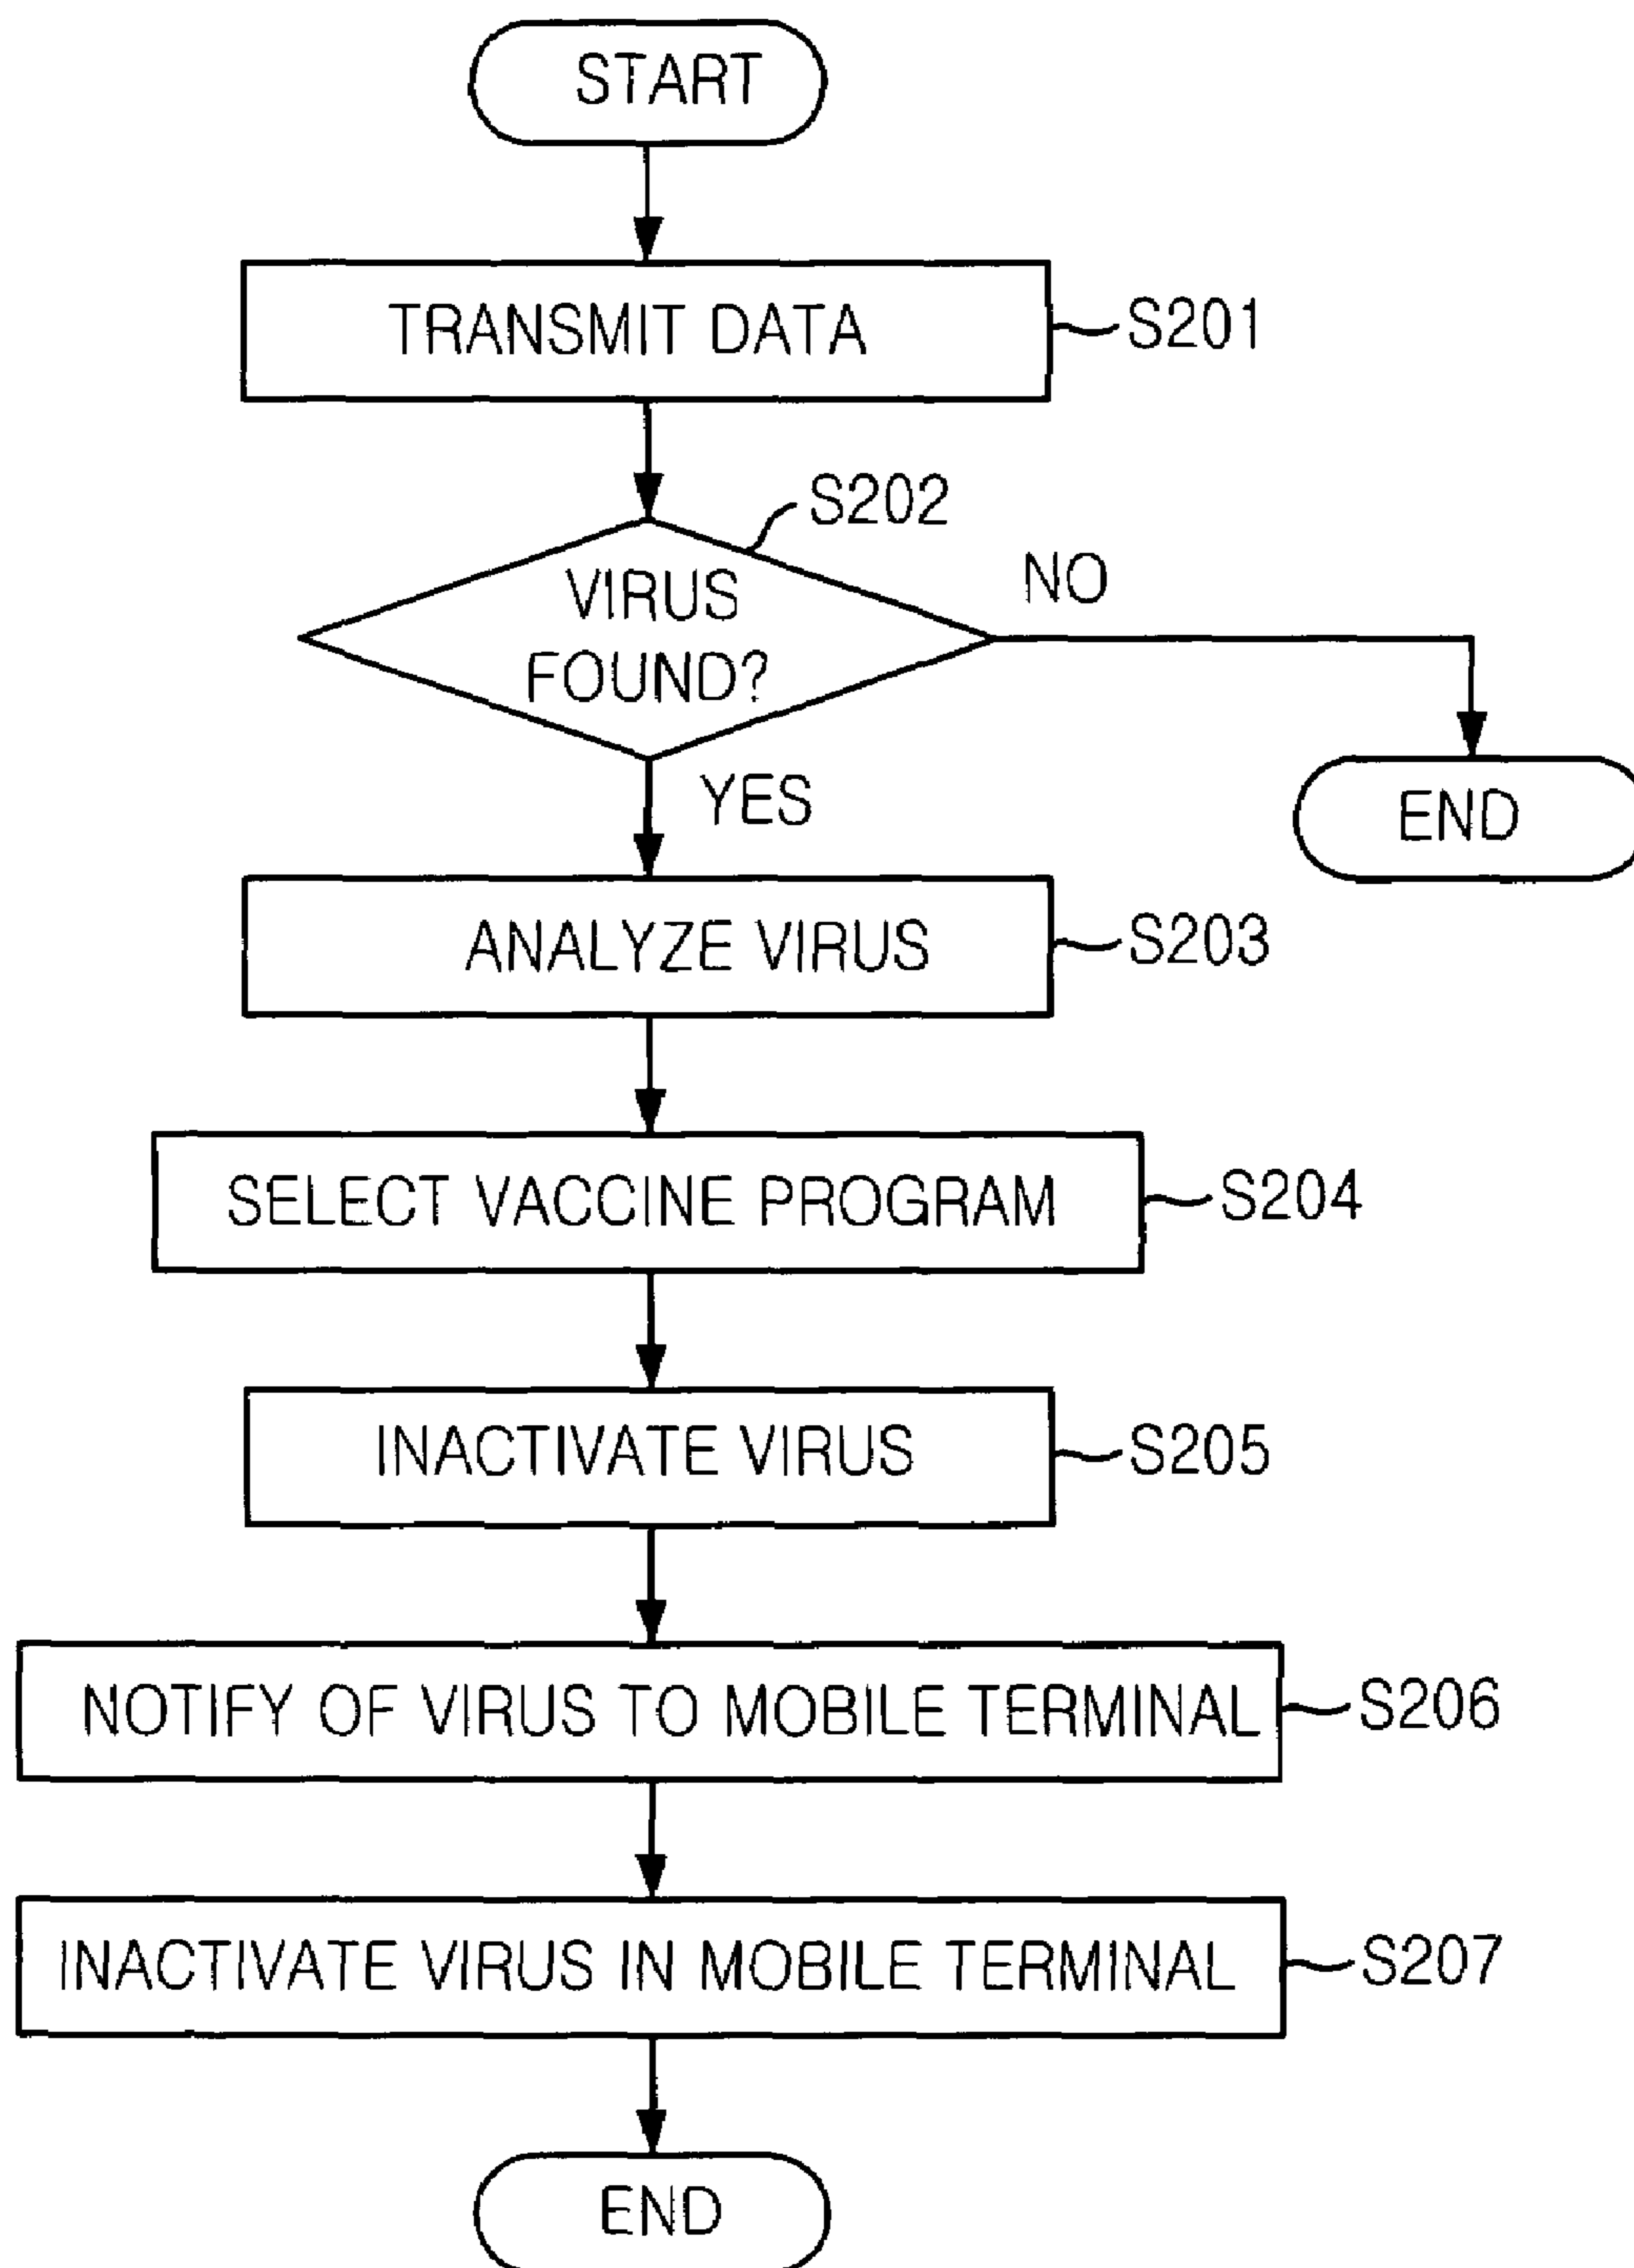 START
TRANSMIT DATA
S201
S202
VIRUS
FOUND?
NO
YES
END
ANALYZE VIRUS
S203
SELECT VACCINE PROGRAM
S204
INACTIVATE VIRUS
S205
NOTIFY OF VIRUS TO MOBILE TERMINAL
S206
INACTIVATE VIRUS IN MOBILE TERMINAL
S207
END